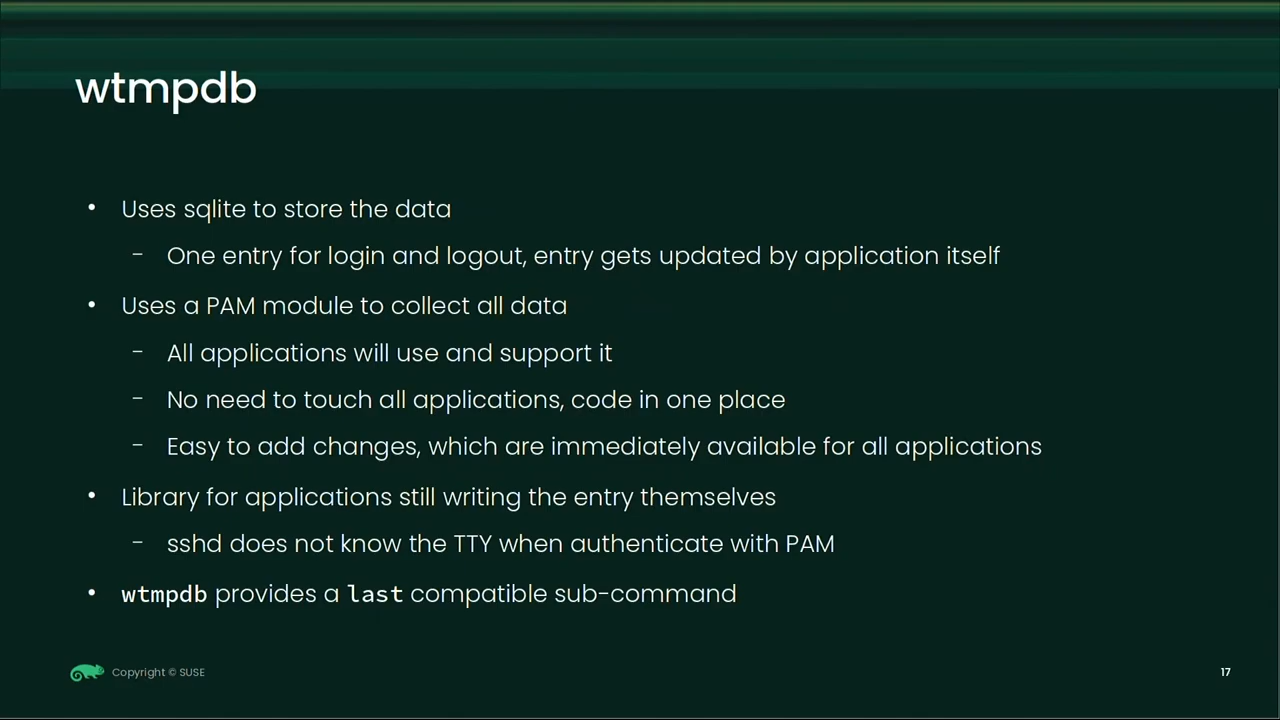 wtmpdb
• Uses sqlite to store the data
– One entry for login and logout, entry gets updated by application itself
• Uses a PAM module to collect all data
– All applications will use and support it
– No need to touch all applications, code in one place
– Easy to add changes, which are immediately available for all applications
• Library for applications still writing the entry themselves
– sshd does not know the TTY when authenticate with PAM
• wtmpdb provides a last compatible sub-command
Copyright © SUSE
17